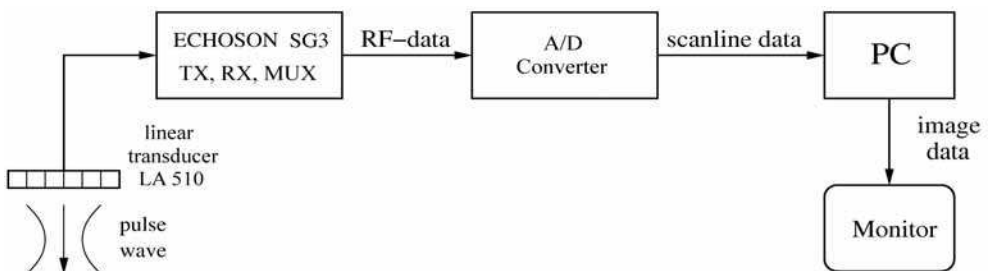 ECHOSON SG3
TX, RX, MUX
RF-data
A/D
Converter
scanline data
PC
image
data
Monitor
linear
transducer
LA 510
pulse
wave